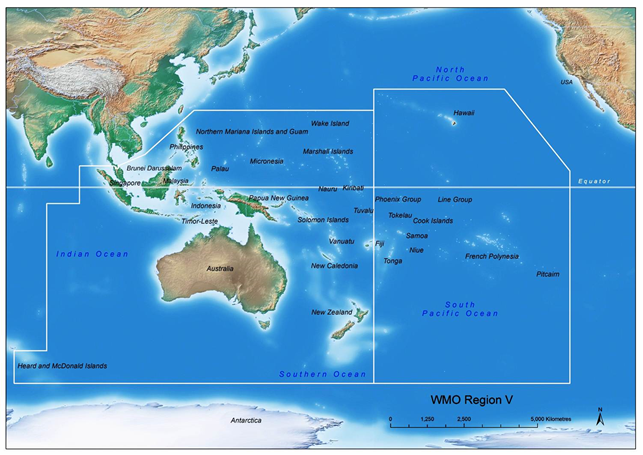 North
Pacific Ocean
USA
Hawaii
Wake Island
Northern Mariana Islands and Guam
Philippines
Marshall Islands
Micronesia
Brunei Darussalam
Palau
Singapore
Malaysia
Equator
Nauru
Kiribati
Papua New Guinea
Phoenix Group
Line Group
Indonesia
Tuvalu
Tokelau
Timor-Leste
Solomon Islands
Cook Islands
Samoa
Vanuatu
Fiji
Niue
Indian Ocean
French Polynesia
Tonga
Australia
New Caledonia
Pitcairn
New Zealand
South
Pacific Ocean
Heard and McDonald Islands
Southern Ocean
WMO Region V
0 1,250 2,500 5,000 Kilometres
N
Antarctica